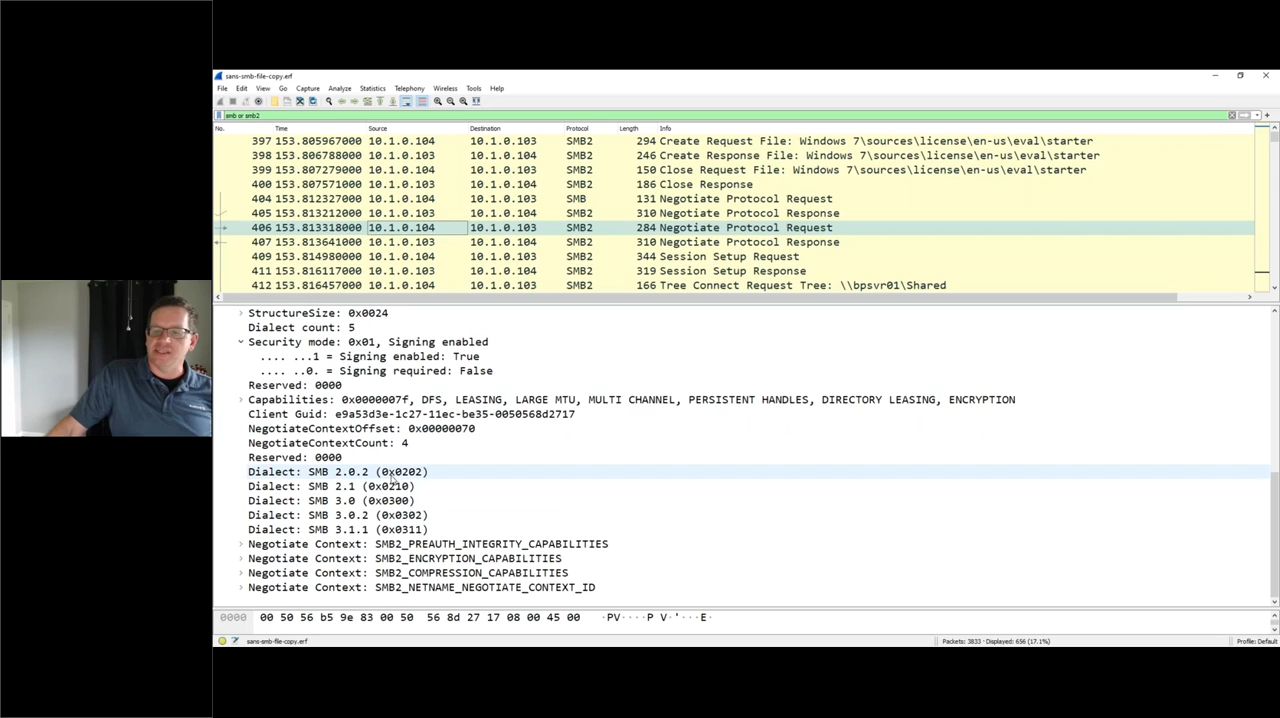 sans-smb-file-copy.erf
File Edit View Go Capture Analyze Statistics Telephony Wireless Tools Help
smb or smb2
No. Time Source Destination Protocol Length Info
397 153.805967000 10.1.0.104 10.1.0.103 SMB2 294 Create Request File: Windows 7\sources\license\en-us\eval\starter
398 153.806788000 10.1.0.103 10.1.0.104 SMB2 246 Create Response File: Windows 7\sources\license\en-us\eval\starter
399 153.807279000 10.1.0.104 10.1.0.103 SMB2 150 Close Request File: Windows 7\sources\license\en-us\eval\starter
400 153.807571000 10.1.0.103 10.1.0.104 SMB2 186 Close Response
404 153.812327000 10.1.0.104 10.1.0.103 SMB 131 Negotiate Protocol Request
405 153.813212000 10.1.0.103 10.1.0.104 SMB2 310 Negotiate Protocol Response
406 153.813318000 10.1.0.104 10.1.0.103 SMB2 284 Negotiate Protocol Request
407 153.813641000 10.1.0.103 10.1.0.104 SMB2 310 Negotiate Protocol Response
409 153.814980000 10.1.0.104 10.1.0.103 SMB2 344 Session Setup Request
411 153.816117000 10.1.0.103 10.1.0.104 SMB2 319 Session Setup Response
412 153.816457000 10.1.0.104 10.1.0.103 SMB2 166 Tree Connect Request Tree: \\bpsvr01\Shared
StructureSize: 0x0024
Dialect count: 5
Security mode: 0x01, Signing enabled
.... ...1 = Signing enabled: True
.... ..0. = Signing required: False
Reserved: 0000
Capabilities: 0x0000007f, DFS, LEASING, LARGE MTU, MULTI CHANNEL, PERSISTENT HANDLES, DIRECTORY LEASING, ENCRYPTION
Client Guid: e9a53d3e-1c27-11ec-be35-0050568d2717
NegotiateContextOffset: 0x00000070
NegotiateContextCount: 4
Reserved: 0000
Dialect: SMB 2.0.2 (0x0202)
Dialect: SMB 2.1 (0x0210)
Dialect: SMB 3.0 (0x0300)
Dialect: SMB 3.0.2 (0x0302)
Dialect: SMB 3.1.1 (0x0311)
Negotiate Context: SMB2_PREAUTH_INTEGRITY_CAPABILITIES
Negotiate Context: SMB2_ENCRYPTION_CAPABILITIES
Negotiate Context: SMB2_COMPRESSION_CAPABILITIES
Negotiate Context: SMB2_NETNAME_NEGOTIATE_CONTEXT_ID
0000 00 50 56 b5 9e 83 00 50 56 8d 27 17 08 00 45 00 ·PV····P V·'···E·
sans-smb-file-copy.erf Packets: 3833 · Displayed: 656 (17.1%) Profile: Default